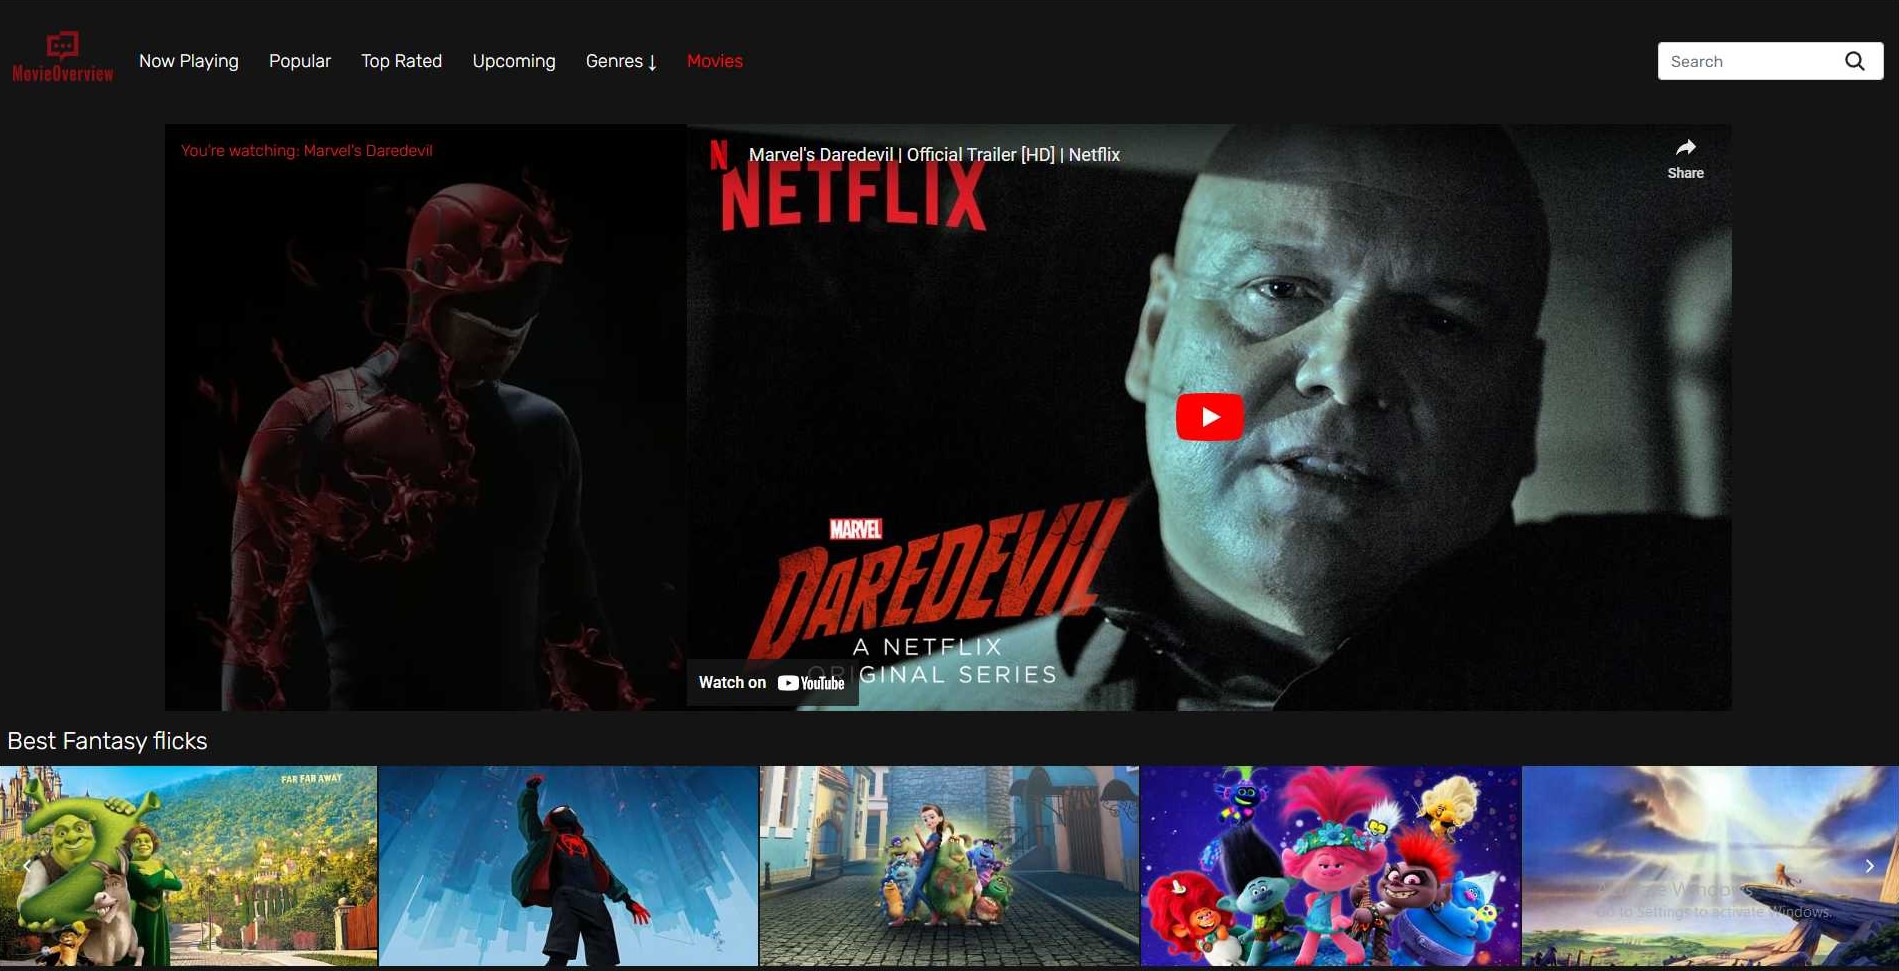 MovieOverview
Now Playing
Popular
Top Rated
Upcoming
Genres ↓
Movies
Search
You're watching: Marvel's Daredevil
Marvel's Daredevil | Official Trailer [HD] | Netflix
Share
NETFLIX
MARVEL
DAREDEVIL
A NETFLIX
ORIGINAL SERIES
Watch on YouTube
Best Fantasy flicks
FAR FAR AWAY
Activate Windows
Go to Settings to activate Windows.